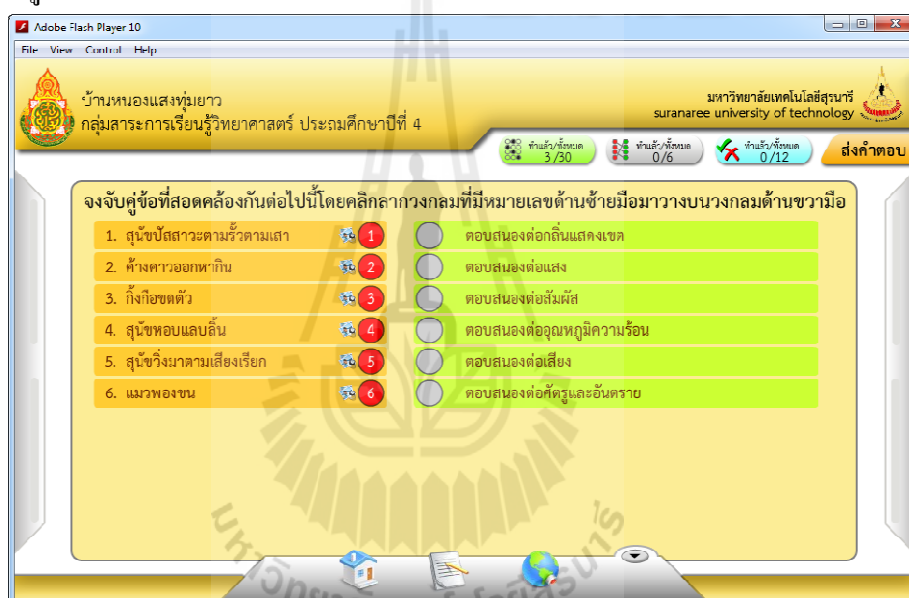 Adobe Flash Player 10
File View Control Help
บ้านหนองแสงทุ่มยาว
กลุ่มสาระการเรียนรู้วิทยาศาสตร์ ประถมศึกษาปีที่ 4
มหาวิทยาลัยเทคโนโลยีสุรนารี
suranaree university of technology
ทำแล้ว/ทั้งหมด
3 /30
ทำแล้ว/ทั้งหมด
0/6
ทำแล้ว/ทั้งหมด
0/12
ส่งคำตอบ
จงจับคู่ข้อที่สอดคล้องกันต่อไปนี้โดยคลิกลากวงกลมที่มีหมายเลขด้านซ้ายมือมาวางบนวงกลมด้านขวามือ
1. สุนัขปัสสาวะตามรั้วตามเสา 1 ตอบสนองต่อกลิ่นแสดงเขต
2. ค้างคาวออกหากิน 2 ตอบสนองต่อแสง
3. กิ้งกือขดตัว 3 ตอบสนองต่อสัมผัส
4. สุนัขหอบแลบลิ้น 4 ตอบสนองต่ออุณหภูมิความร้อน
5. สุนัขวิ่งมาตามเสียงเรียก 5 ตอบสนองต่อเสียง
6. แมวพองขน 6 ตอบสนองต่อศัตรูและอันตราย